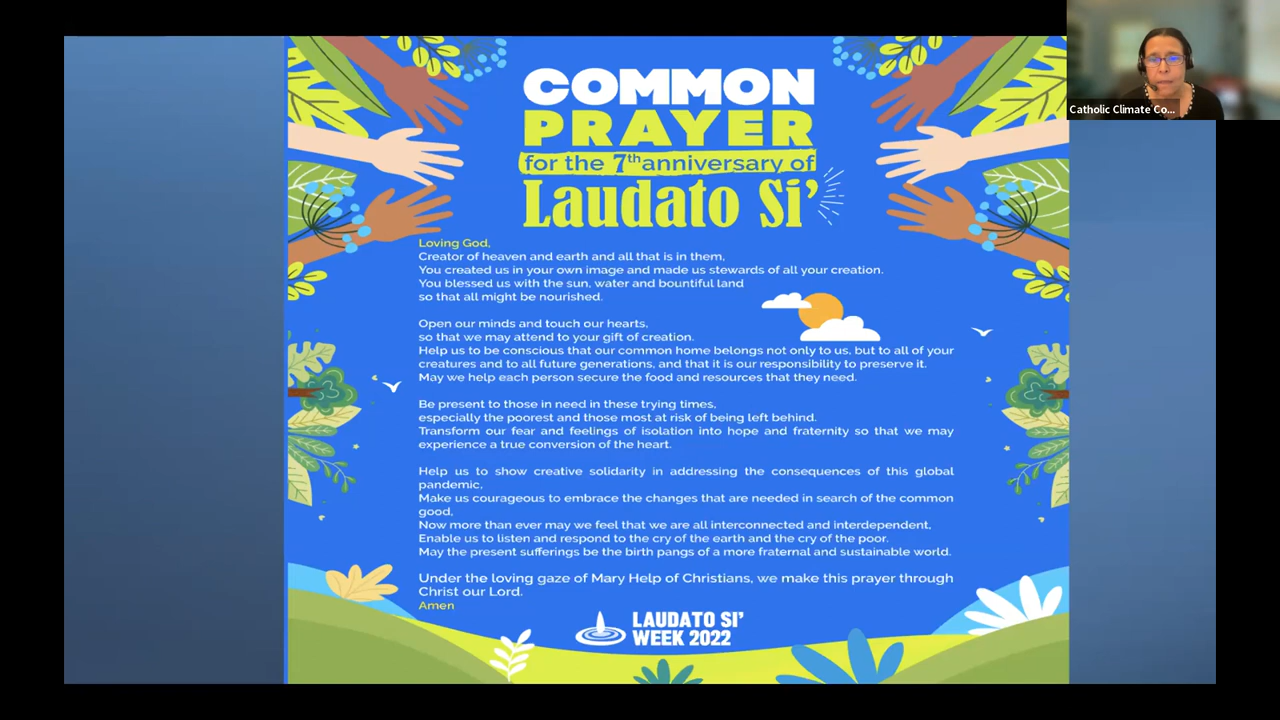 Catholic Climate Co...
COMMON
PRAYER
for the 7th anniversary of
Laudato Si'
Loving God,
Creator of heaven and earth and all that is in them,
You created us in your own image and made us stewards of all your creation.
You blessed us with the sun, water and bountiful land
so that all might be nourished.
Open our minds and touch our hearts,
so that we may attend to your gift of creation.
Help us to be conscious that our common home belongs not only to us, but to all of your
creatures and to all future generations, and that it is our responsibility to preserve it.
May we help each person secure the food and resources that they need.
Be present to those in need in these trying times,
especially the poorest and those most at risk of being left behind.
Transform our fear and feelings of isolation into hope and fraternity so that we may
experience a true conversion of the heart.
Help us to show creative solidarity in addressing the consequences of this global
pandemic,
Make us courageous to embrace the changes that are needed in search of the common
good,
Now more than ever may we feel that we are all interconnected and interdependent,
Enable us to listen and respond to the cry of the earth and the cry of the poor.
May the present sufferings be the birth pangs of a more fraternal and sustainable world.
Under the loving gaze of Mary Help of Christians, we make this prayer through
Christ our Lord.
Amen
LAUDATO SI'
WEEK 2022